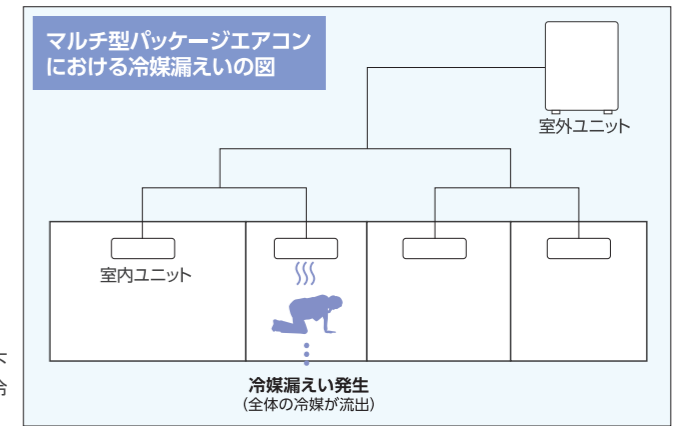 マルチ型パッケージエアコン
における冷媒漏えいの図
室外ユニット
室内ユニット
冷媒漏えい発生
(全体の冷媒が流出)
冷